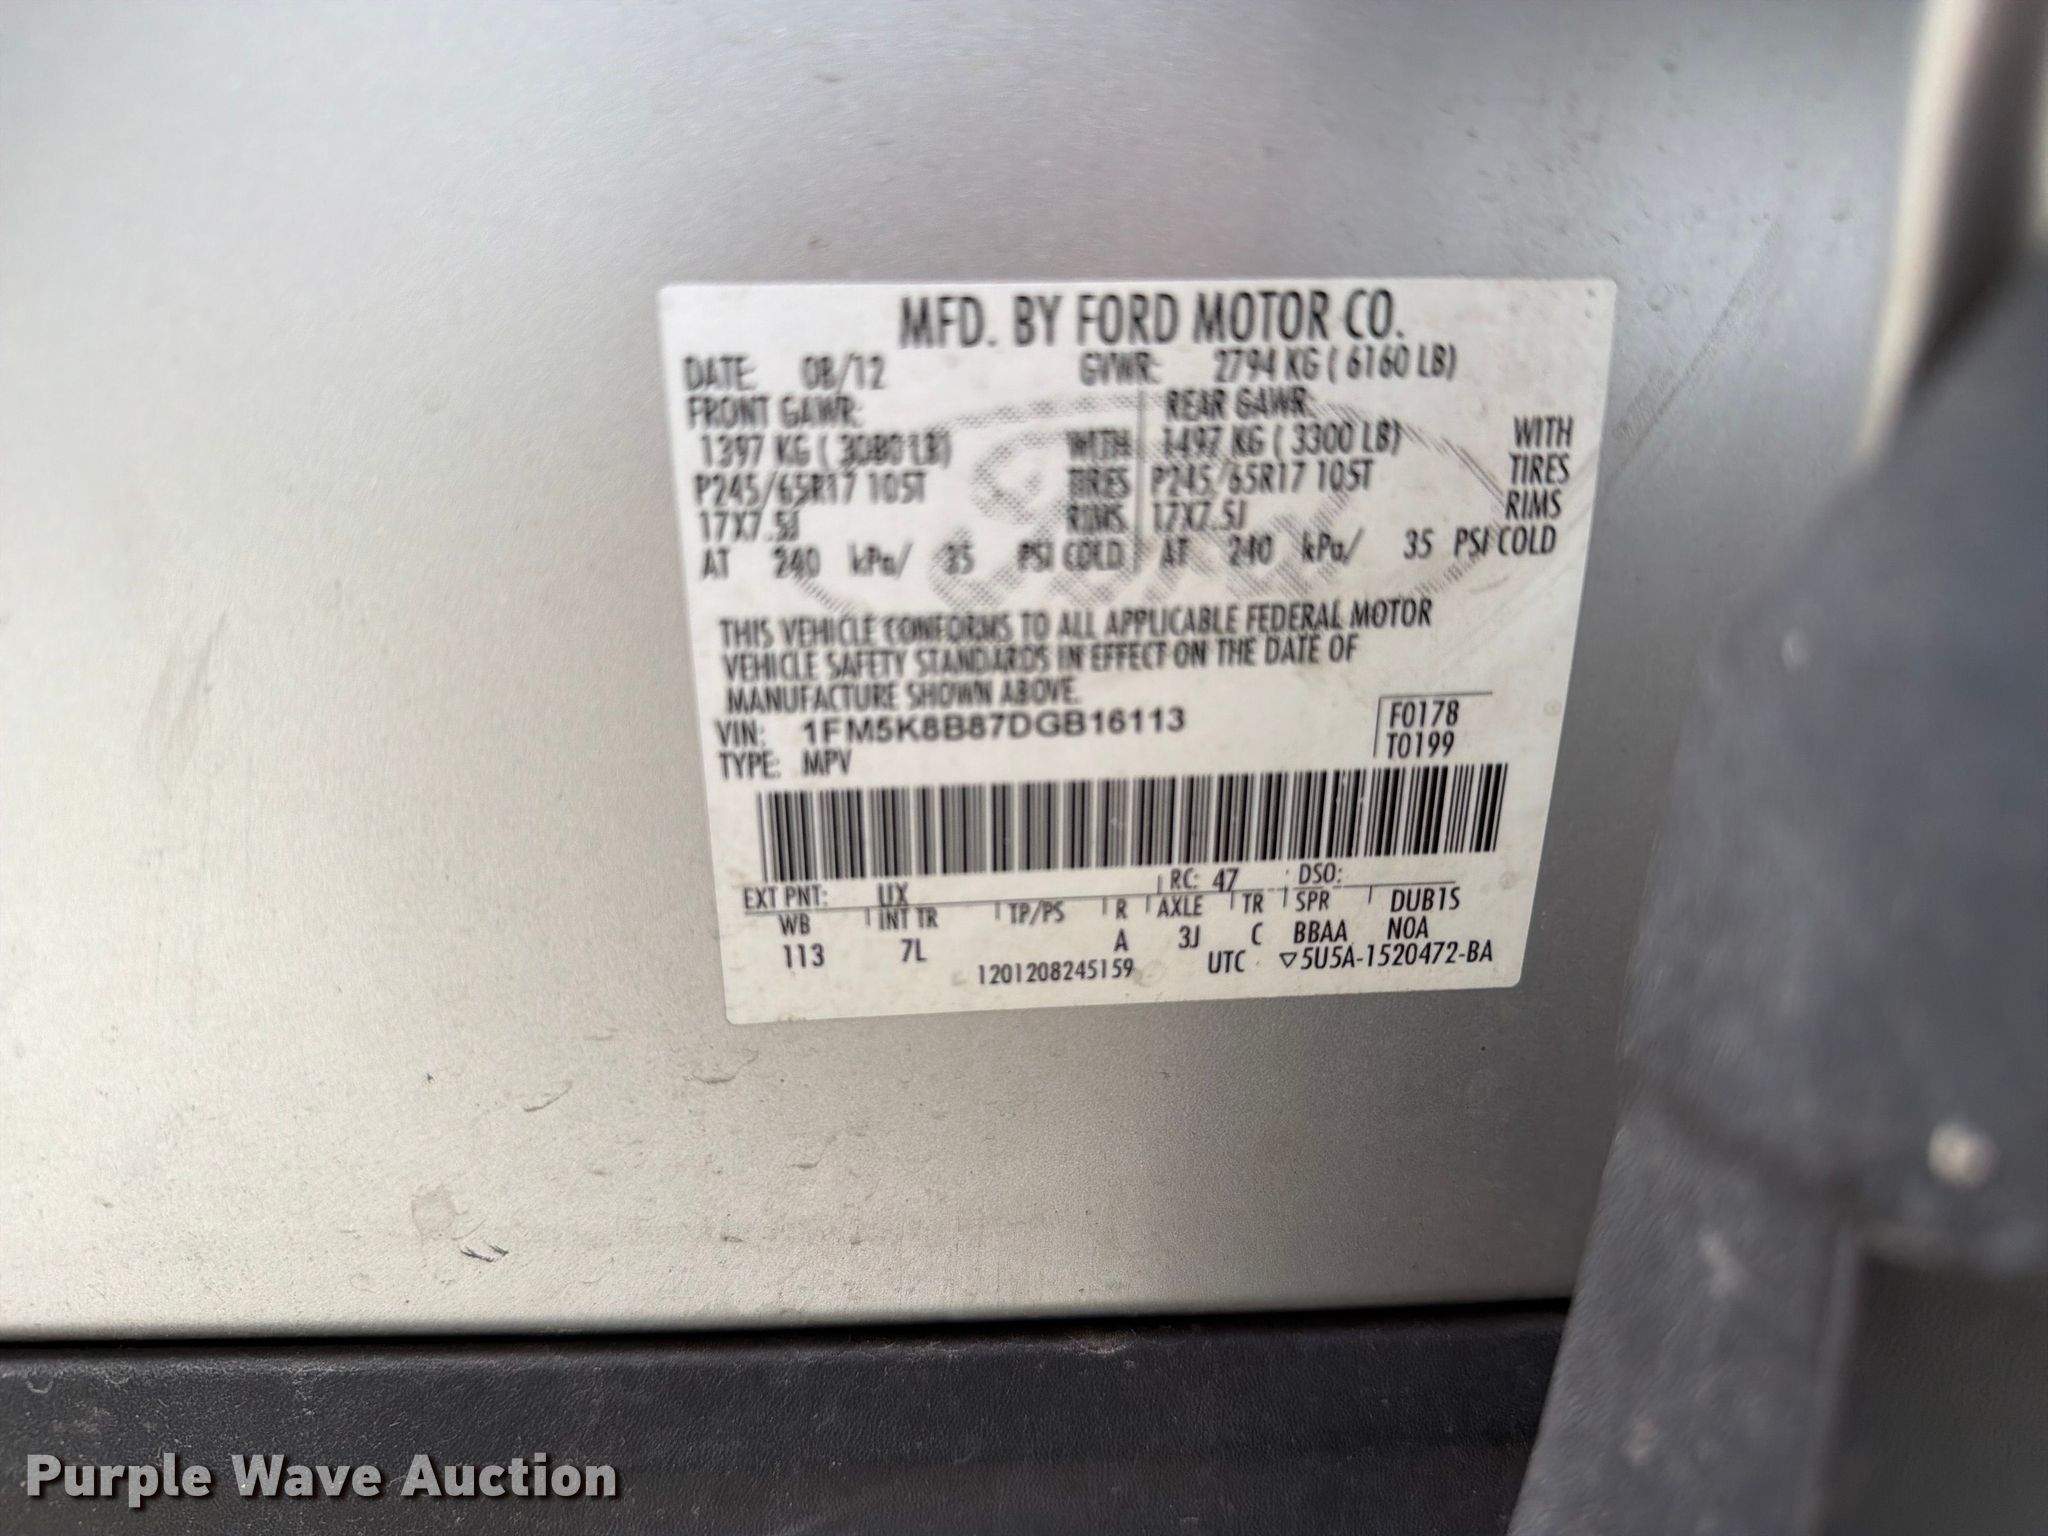 MFD. BY FORD MOTOR CO.
DATE: 08/12 GVWR: 2794 KG ( 6160 LB)
FRONT GAWR: REAR GAWR:
1397 KG ( 3080 LB) WITH 1497 KG ( 3300 LB) WITH
P245/65R17 105T TIRES P245/65R17 105T TIRES
17X7.5J RIMS 17X7.5J RIMS
AT 240 kPa/ 35 PSI COLD AT 240 kPa/ 35 PSI COLD
THIS VEHICLE CONFORMS TO ALL APPLICABLE FEDERAL MOTOR
VEHICLE SAFETY STANDARDS IN EFFECT ON THE DATE OF
MANUFACTURE SHOWN ABOVE.
VIN: 1FM5K8B87DGB16113 F0178
TYPE: MPV T0199
EXT PNT: UX RC: 47 DSO:
WB INT TR TP/PS R AXLE TR SPR DUB1S
113 7L A 3J C BBAA NOA
1201208245159 UTC ▽5U5A-1520472-BA
Ford
Purple Wave Auction